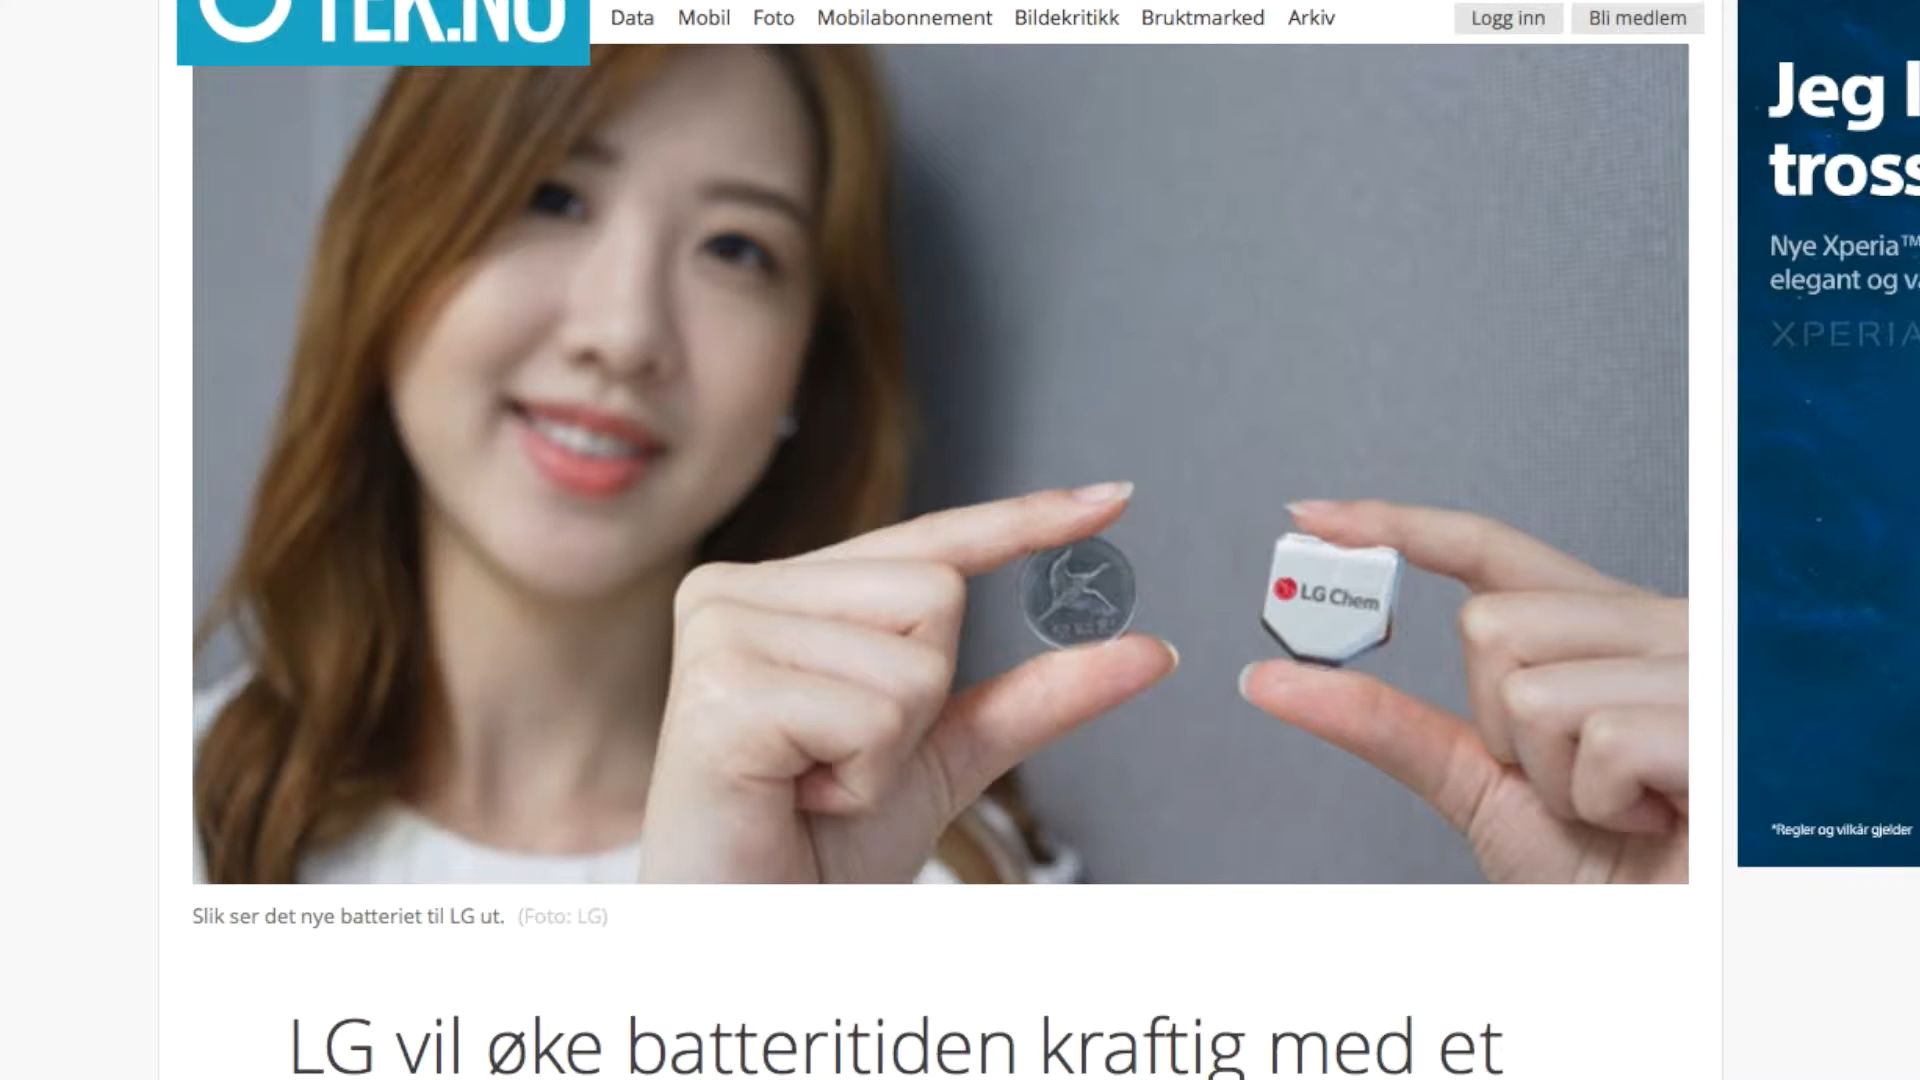 TEK.NO
Data Mobil Foto Mobilabonnement Bildekritikk Bruktmarked Arkiv
Logg inn Bli medlem
LG Chem
Slik ser det nye batteriet til LG ut. (Foto: LG)
LG vil øke batteritiden kraftig med et
Jeg
tross
Nye Xperia™
elegant og
XPERIA
*Regler og vilkår gjelder